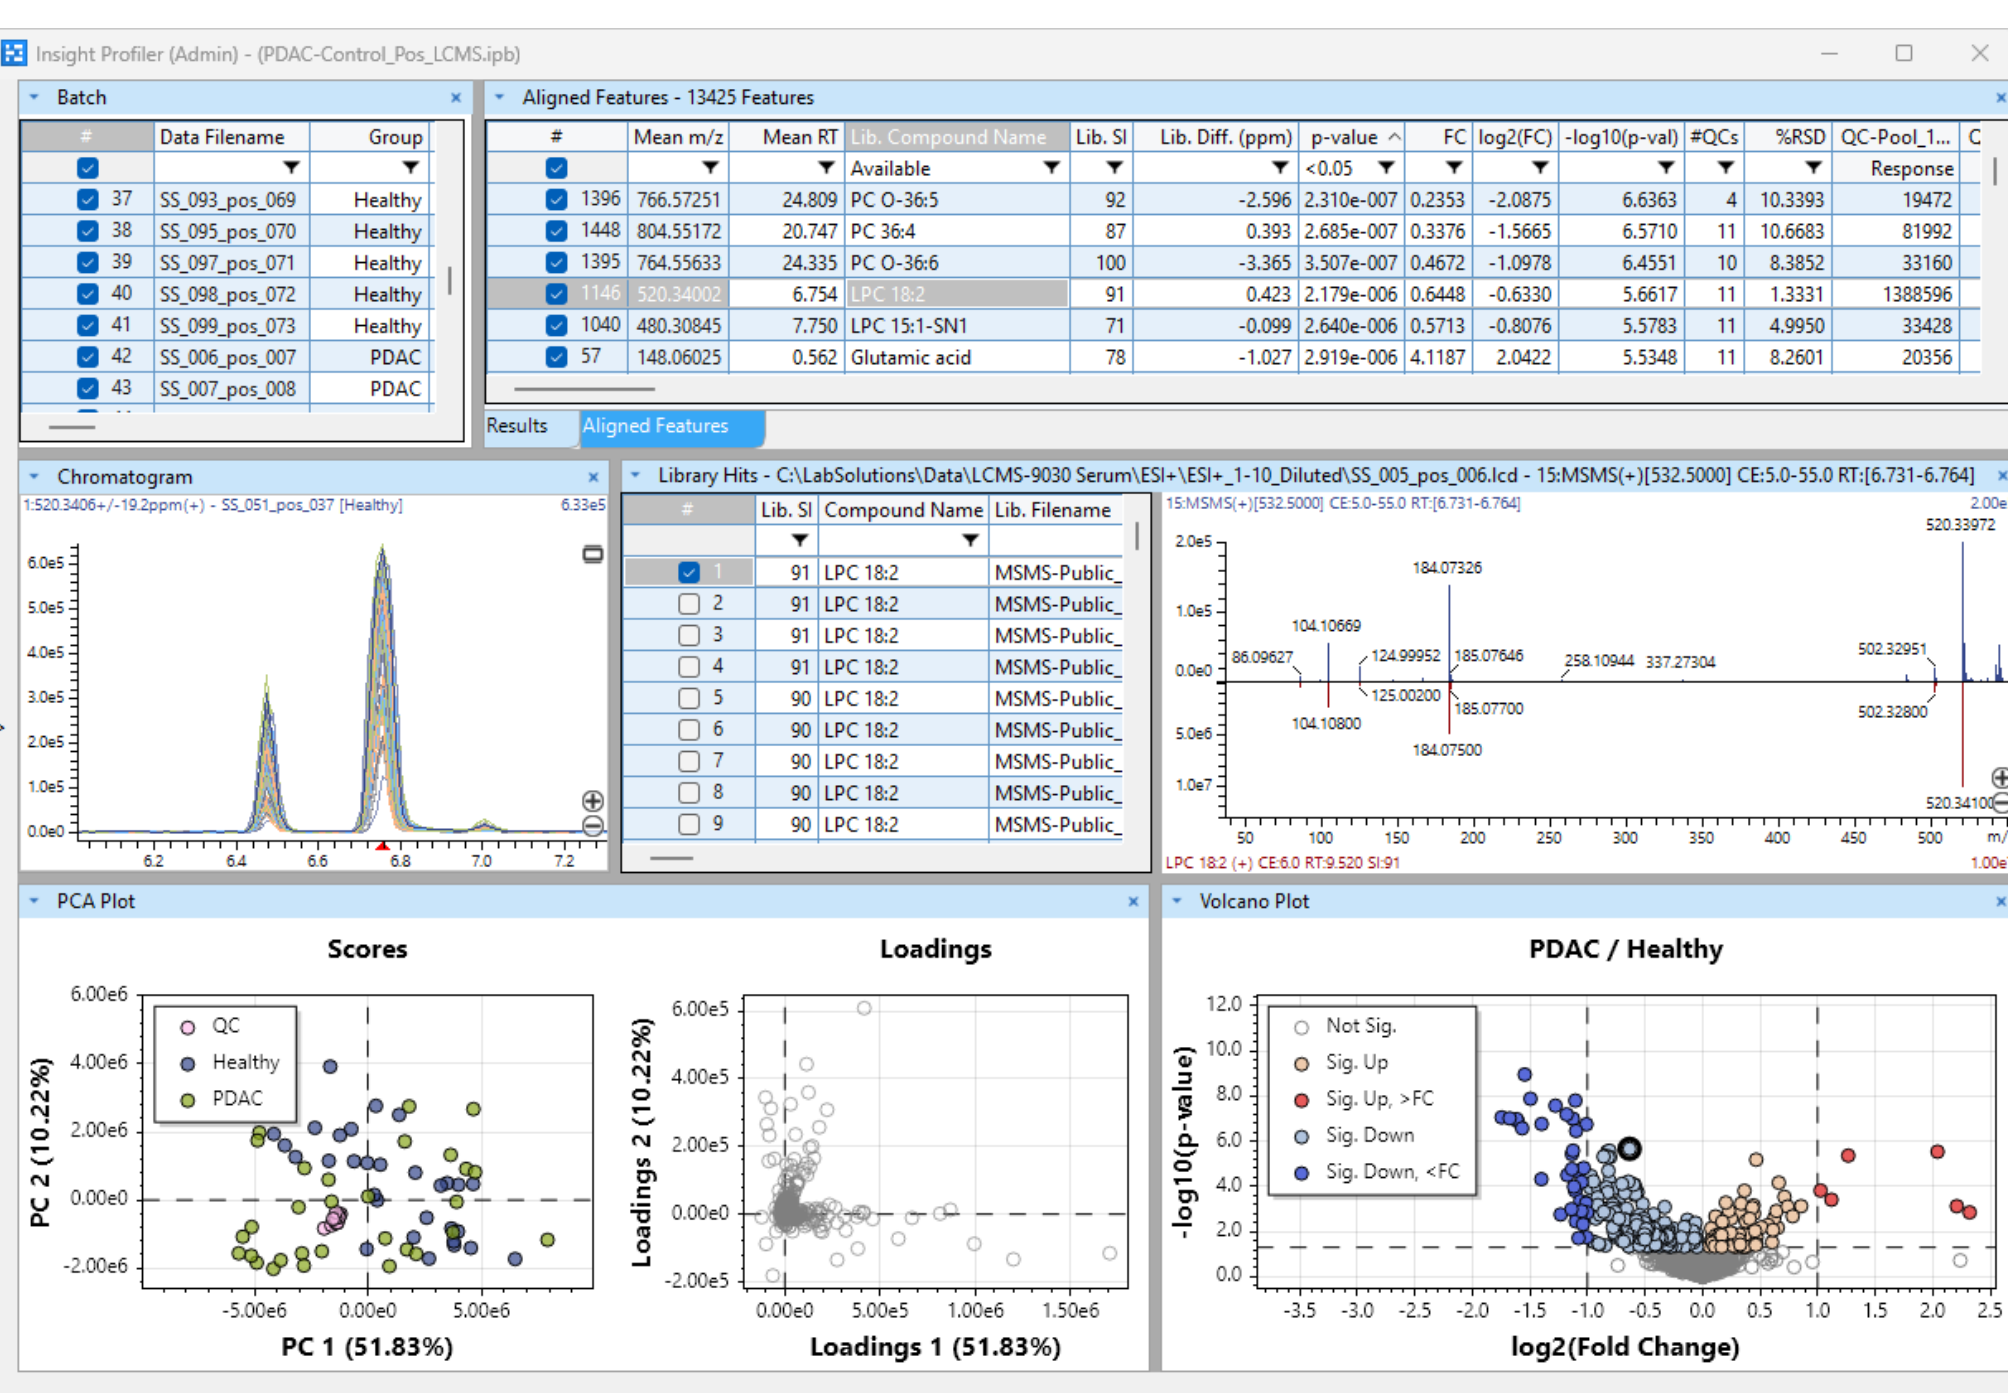 Insight Profiler (Admin) - (PDAC-Control_Pos_LCMS.ipb)
Batch
# Data Filename Group
37 SS_093_pos_069 Healthy
38 SS_095_pos_070 Healthy
39 SS_097_pos_071 Healthy
40 SS_098_pos_072 Healthy
41 SS_099_pos_073 Healthy
42 SS_006_pos_007 PDAC
43 SS_007_pos_008 PDAC
Aligned Features - 13425 Features
# Mean m/z Mean RT Lib. Compound Name Lib. SI Lib. Diff. (ppm) p-value FC log2(FC) -log10(p-val) #QCs %RSD QC-Pool_1...
Available <0.05 Response
1396 766.57251 24.809 PC O-36:5 92 -2.596 2.310e-007 0.2353 -2.0875 6.6363 4 10.3393 19472
1448 804.55172 20.747 PC 36:4 87 0.393 2.685e-007 0.3376 -1.5665 6.5710 11 10.6683 81992
1395 764.55633 24.335 PC O-36:6 100 -3.365 3.507e-007 0.4672 -1.0978 6.4551 10 8.3852 33160
1146 520.34002 6.754 LPC 18:2 91 0.423 2.179e-006 0.6448 -0.6330 5.6617 11 1.3331 1388596
1040 480.30845 7.750 LPC 15:1-SN1 71 -0.099 2.640e-006 0.5713 -0.8076 5.5783 11 4.9950 33428
57 148.06025 0.562 Glutamic acid 78 -1.027 2.919e-006 4.1187 2.0422 5.5348 11 8.2601 20356
Results Aligned Features
Chromatogram
1:520.3406+/-19.2ppm(+) - SS_051_pos_037 [Healthy] 6.33e5
6.0e5
5.0e5
4.0e5
3.0e5
2.0e5
1.0e5
0.0e0
6.2 6.4 6.6 6.8 7.0 7.2
Library Hits - C:\LabSolutions\Data\LCMS-9030 Serum\ESI+\ESI+_1-10_Diluted\SS_005_pos_006.lcd - 15:MSMS(+)[532.5000] CE:5.0-55.0 RT:[6.731-6.764]
# Lib. SI Compound Name Lib. Filename
1 91 LPC 18:2 MSMS-Public_
2 91 LPC 18:2 MSMS-Public_
3 91 LPC 18:2 MSMS-Public_
4 91 LPC 18:2 MSMS-Public_
5 90 LPC 18:2 MSMS-Public_
6 90 LPC 18:2 MSMS-Public_
7 90 LPC 18:2 MSMS-Public_
8 90 LPC 18:2 MSMS-Public_
9 90 LPC 18:2 MSMS-Public_
15:MSMS(+)[532.5000] CE:5.0-55.0 RT:[6.731-6.764] 2.00e
520.33972
2.0e5
184.07326
1.0e5
104.10669
86.09627 124.99952 185.07646 258.10944 337.27304 502.32951
0.0e0
125.00200 185.07700 502.32800
104.10800
5.0e6
184.07500
1.0e7
520.34100
50 100 150 200 250 300 350 400 450 500 m/
LPC 18:2 (+) CE:6.0 RT:9.520 SI:91 1.00e
PCA Plot
Scores
6.00e6
4.00e6
2.00e6
0.00e0
-2.00e6
QC
Healthy
PDAC
PC 2 (10.22%)
-5.00e6 0.00e0 5.00e6
PC 1 (51.83%)
Loadings
6.00e5
4.00e5
2.00e5
0.00e0
-2.00e5
Loadings 2 (10.22%)
0.00e0 5.00e5 1.00e6 1.50e6
Loadings 1 (51.83%)
Volcano Plot
PDAC / Healthy
12.0
10.0
8.0
6.0
4.0
2.0
0.0
Not Sig.
Sig. Up
Sig. Up, >FC
Sig. Down
Sig. Down, <FC
-log10(p-value)
-3.5 -3.0 -2.5 -2.0 -1.5 -1.0 -0.5 0.0 0.5 1.0 1.5 2.0 2.5
log2(Fold Change)